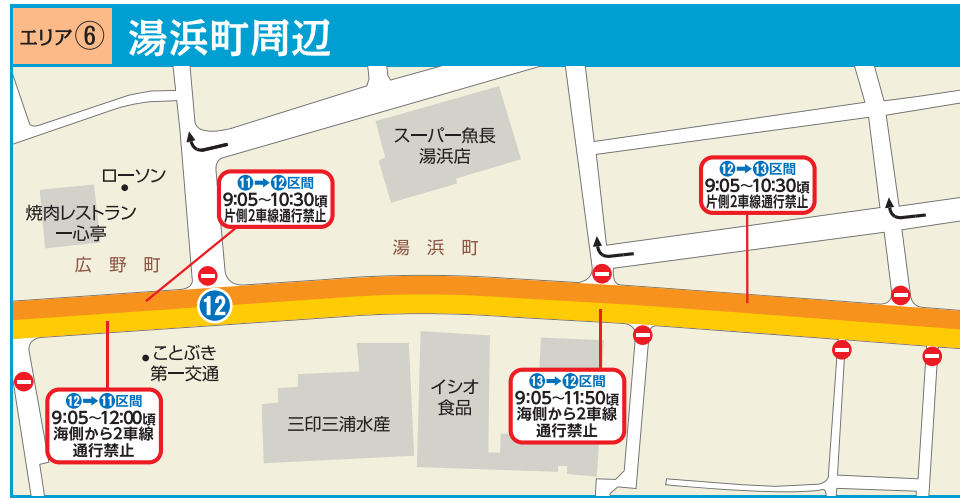 エリア⑥
湯浜町周辺
スーパー魚長
湯浜店
ローソン
焼肉レストラン
一心亭
広野町
湯浜町
⑪➡⑫区間
9:05〜10:30頃
片側2車線通行禁止
⑫➡⑬区間
9:05〜10:30頃
片側2車線通行禁止
⑫
ことぶき
第一交通
イシオ
食品
三印三浦水産
⑫➡⑪区間
9:05〜12:00頃
海側から2車線
通行禁止
⑬➡⑫区間
9:05〜11:50頃
海側から2車線
通行禁止